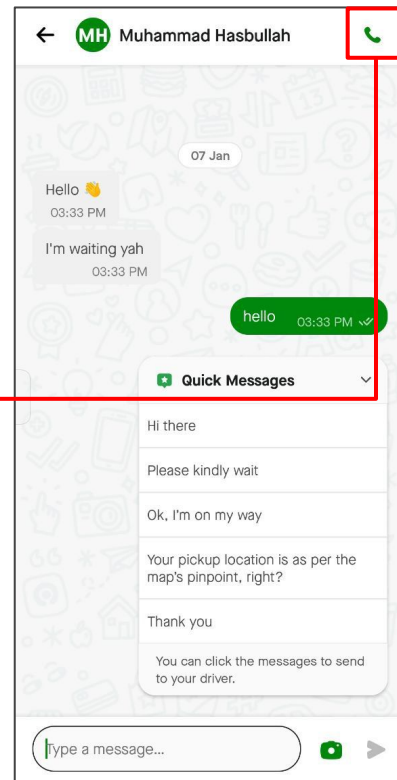 MH Muhammad Hasbullah
07 Jan
Hello 👋
03:33 PM
I'm waiting yah
03:33 PM
hello 03:33 PM
Quick Messages
Hi there
Please kindly wait
Ok, I'm on my way
Your pickup location is as per the
map's pinpoint, right?
Thank you
You can click the messages to send
to your driver.
Type a message...